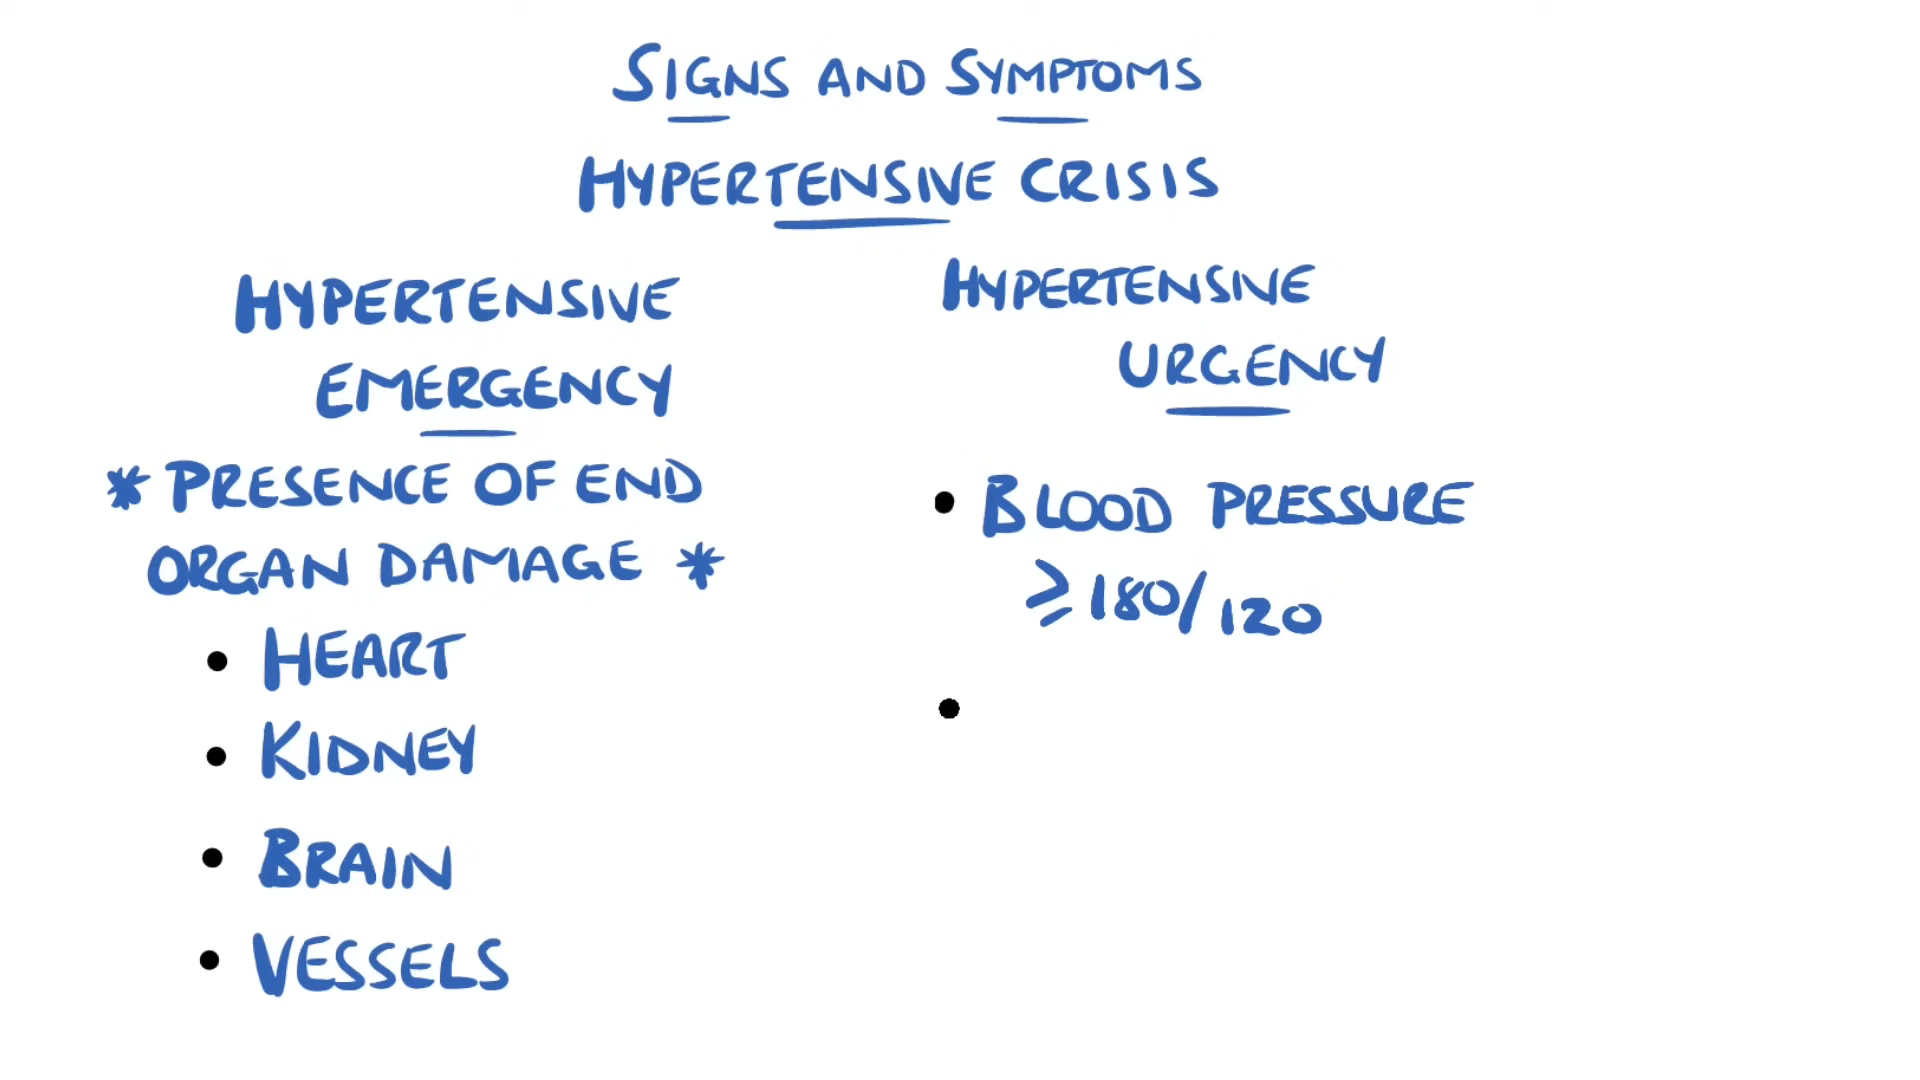 SIGNS AND SYMPTOMS
HYPERTENSIVE CRISIS
HYPERTENSIVE
EMERGENCY
* PRESENCE OF END
ORGAN DAMAGE *
• HEART
• KIDNEY
• BRAIN
• VESSELS
HYPERTENSIVE
URGENCY
• BLOOD PRESSURE
≥180/120
•